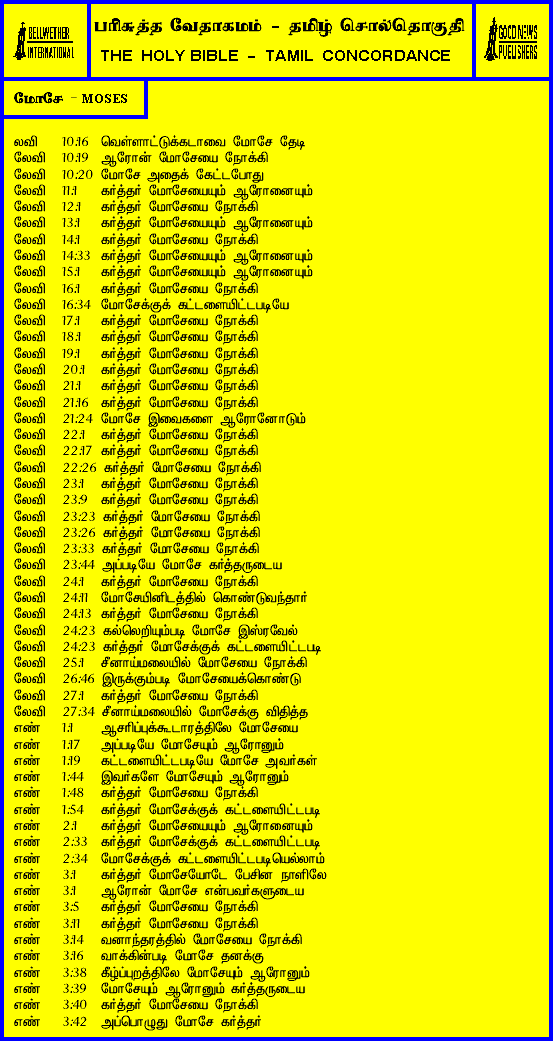 BELLWETHER
INTERNATIONAL
பரிசுத்த வேதாகமம் - தமிழ் சொல்தொகுதி
THE HOLY BIBLE - TAMIL CONCORDANCE
GOOD NEWS
PUBLISHERS
மோசே - MOSES
லவி 10:16 வெள்ளாட்டுக்கடாவை மோசே தேடி
லேவி 10:19 ஆரோன் மோசேயை நோக்கி
லேவி 10:20 மோசே அதைக் கேட்டபோது
லேவி 11:1 கர்த்தர் மோசேயையும் ஆரோனையும்
லேவி 12:1 கர்த்தர் மோசேயை நோக்கி
லேவி 13:1 கர்த்தர் மோசேயையும் ஆரோனையும்
லேவி 14:1 கர்த்தர் மோசேயை நோக்கி
லேவி 14:33 கர்த்தர் மோசேயையும் ஆரோனையும்
லேவி 15:1 கர்த்தர் மோசேயையும் ஆரோனையும்
லேவி 16:1 கர்த்தர் மோசேயை நோக்கி
லேவி 16:34 மோசேக்குக் கட்டளையிட்டபடியே
லேவி 17:1 கர்த்தர் மோசேயை நோக்கி
லேவி 18:1 கர்த்தர் மோசேயை நோக்கி
லேவி 19:1 கர்த்தர் மோசேயை நோக்கி
லேவி 20:1 கர்த்தர் மோசேயை நோக்கி
லேவி 21:1 கர்த்தர் மோசேயை நோக்கி
லேவி 21:16 கர்த்தர் மோசேயை நோக்கி
லேவி 21:24 மோசே இவைகளை ஆரோனோடும்
லேவி 22:1 கர்த்தர் மோசேயை நோக்கி
லேவி 22:17 கர்த்தர் மோசேயை நோக்கி
லேவி 22:26 கர்த்தர் மோசேயை நோக்கி
லேவி 23:1 கர்த்தர் மோசேயை நோக்கி
லேவி 23:9 கர்த்தர் மோசேயை நோக்கி
லேவி 23:23 கர்த்தர் மோசேயை நோக்கி
லேவி 23:26 கர்த்தர் மோசேயை நோக்கி
லேவி 23:33 கர்த்தர் மோசேயை நோக்கி
லேவி 23:44 அப்படியே மோசே கர்த்தருடைய
லேவி 24:1 கர்த்தர் மோசேயை நோக்கி
லேவி 24:11 மோசேயினிடத்தில் கொண்டுவந்தார்
லேவி 24:13 கர்த்தர் மோசேயை நோக்கி
லேவி 24:23 கல்லெறியும்படி மோசே இஸ்ரவேல்
லேவி 24:23 கர்த்தர் மோசேக்குக் கட்டளையிட்டபடி
லேவி 25:1 சீனாய்மலையில் மோசேயை நோக்கி
லேவி 26:46 இருக்கும்படி மோசேயைக்கொண்டு
லேவி 27:1 கர்த்தர் மோசேயை நோக்கி
லேவி 27:34 சீனாய்மலையில் மோசேக்கு விதித்த
எண் 1:1 ஆசரிப்புக்கூடாரத்திலே மோசேயை
எண் 1:17 அப்படியே மோசேயும் ஆரோனும்
எண் 1:19 கட்டளையிட்டபடியே மோசே அவர்கள்
எண் 1:44 இவர்களே மோசேயும் ஆரோனும்
எண் 1:48 கர்த்தர் மோசேயை நோக்கி
எண் 1:54 கர்த்தர் மோசேக்குக் கட்டளையிட்டபடி
எண் 2:1 கர்த்தர் மோசேயையும் ஆரோனையும்
எண் 2:33 கர்த்தர் மோசேக்குக் கட்டளையிட்டபடி
எண் 2:34 மோசேக்குக் கட்டளையிட்டபடியெல்லாம்
எண் 3:1 கர்த்தர் மோசேயோடே பேசின நாளிலே
எண் 3:1 ஆரோன் மோசே என்பவர்களுடைய
எண் 3:5 கர்த்தர் மோசேயை நோக்கி
எண் 3:11 கர்த்தர் மோசேயை நோக்கி
எண் 3:14 வனாந்தரத்தில் மோசேயை நோக்கி
எண் 3:16 வாக்கின்படி மோசே தனக்கு
எண் 3:38 கீழ்ப்புறத்திலே மோசேயும் ஆரோனும்
எண் 3:39 மோசேயும் ஆரோனும் கர்த்தருடைய
எண் 3:40 கர்த்தர் மோசேயை நோக்கி
எண் 3:42 அப்பொழுது மோசே கர்த்தர்